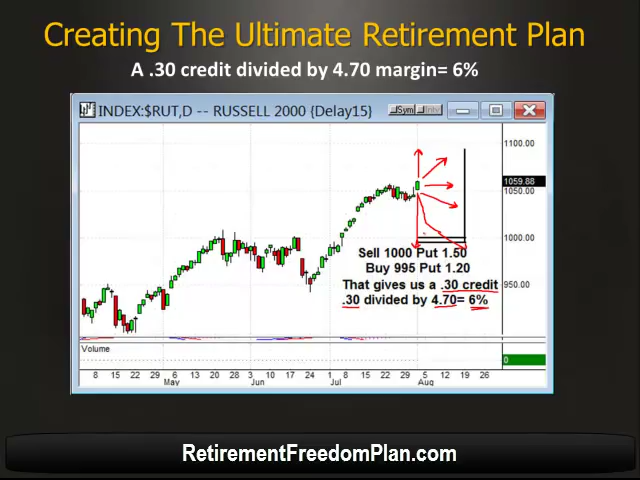 Creating The Ultimate Retirement Plan
A .30 credit divided by 4.70 margin= 6%
INDEX:$RUT,D -- RUSSELL 2000 {Delay15}
Sym
1100.00
1059.88
1050.00
1000.00
950.00
Sell 1000 Put 1.50
Buy 995 Put 1.20
That gives us a .30 credit
.30 divided by 4.70= 6%
Volume
0
8 15 22 29 6 13 20 28 3 10 17 24 8 15 22 29 5 12 19 26
May Jun Jul Aug
RetirementFreedomPlan.com